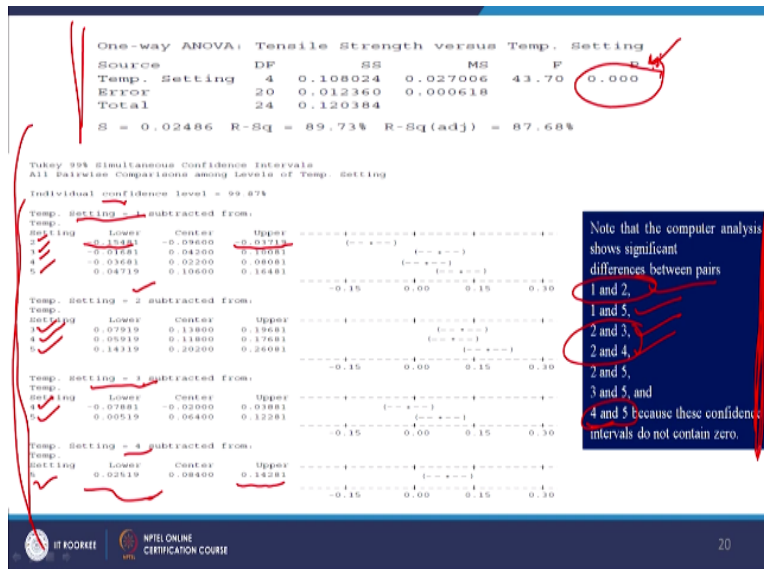 One-way ANOVA: Tensile Strength versus Temp. Setting
Source DF SS MS F P
Temp. Setting 4 0.108024 0.027006 43.70 0.000
Error 20 0.012360 0.000618
Total 24 0.120384
S = 0.02486 R-Sq = 89.73% R-Sq(adj) = 87.68%
Tukey 99% Simultaneous Confidence Intervals
All Pairwise Comparisons among Levels of Temp. Setting
Individual confidence level = 99.87%
Temp. Setting = 1 subtracted from:
Temp.
Setting Lower Center Upper
2 -0.15481 -0.09600 -0.03719
3 -0.01681 0.04200 0.10081
4 -0.03681 0.02200 0.08081
5 0.04719 0.10600 0.16481
-0.15 0.00 0.15 0.30
Temp. Setting = 2 subtracted from:
Temp.
Setting Lower Center Upper
3 0.07919 0.13800 0.19681
4 0.05919 0.11800 0.17681
5 0.14319 0.20200 0.26081
-0.15 0.00 0.15 0.30
Temp. Setting = 3 subtracted from:
Temp.
Setting Lower Center Upper
4 -0.07881 -0.02000 0.03881
5 0.00519 0.06400 0.12281
-0.15 0.00 0.15 0.30
Temp. Setting = 4 subtracted from:
Temp.
Setting Lower Center Upper
5 0.02519 0.08400 0.14281
-0.15 0.00 0.15 0.30
Note that the computer analysis
shows significant
differences between pairs
1 and 2,
1 and 5,
2 and 3,
2 and 4,
2 and 5,
3 and 5, and
4 and 5 because these confidence
intervals do not contain zero.
IIT ROORKEE
NPTEL ONLINE
CERTIFICATION COURSE
20